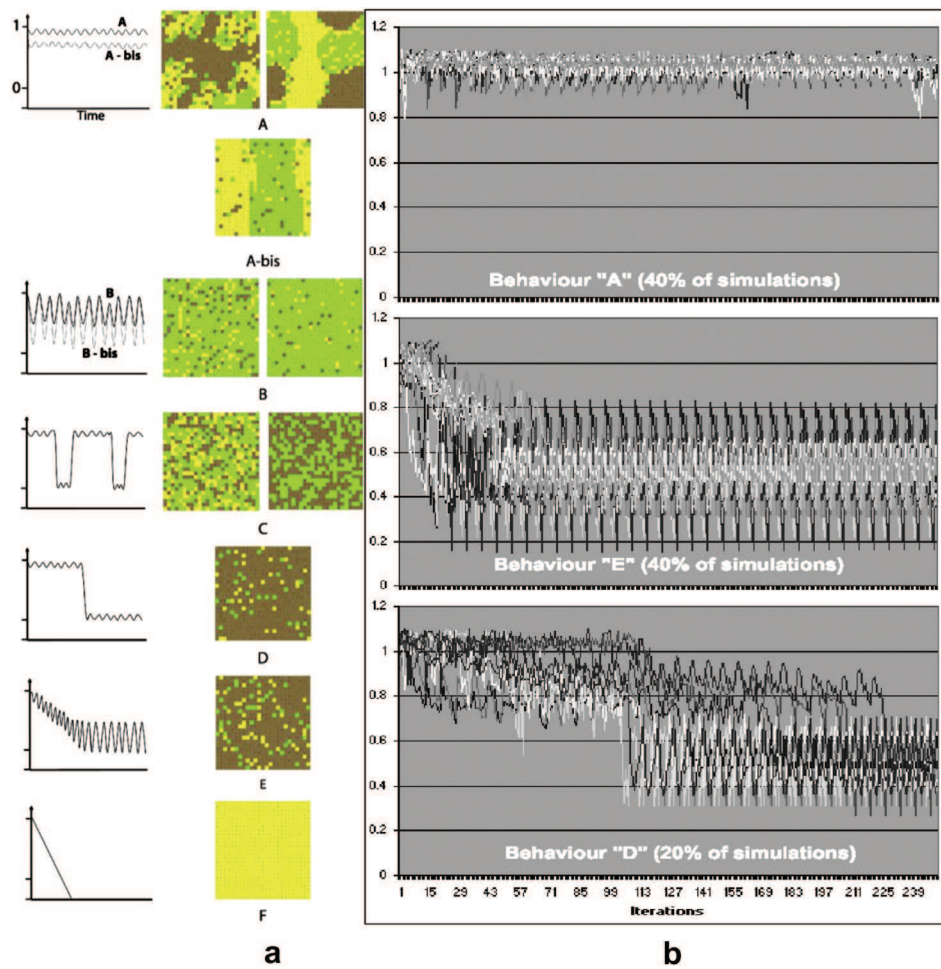 1
A
A - bis
0
Time
A
A-bis
B
B - bis
B
C
D
E
F
a
1.2
1
0.8
0.6
0.4
0.2
0
Behaviour "A" (40% of simulations)
1.2
1
0.8
0.6
0.4
0.2
0
Behaviour "E" (40% of simulations)
1.2
1
0.8
0.6
0.4
0.2
0
Behaviour "D" (20% of simulations)
1 15 29 43 57 71 85 99 113 127 141 155 169 183 197 211 225 239
Iterations
b